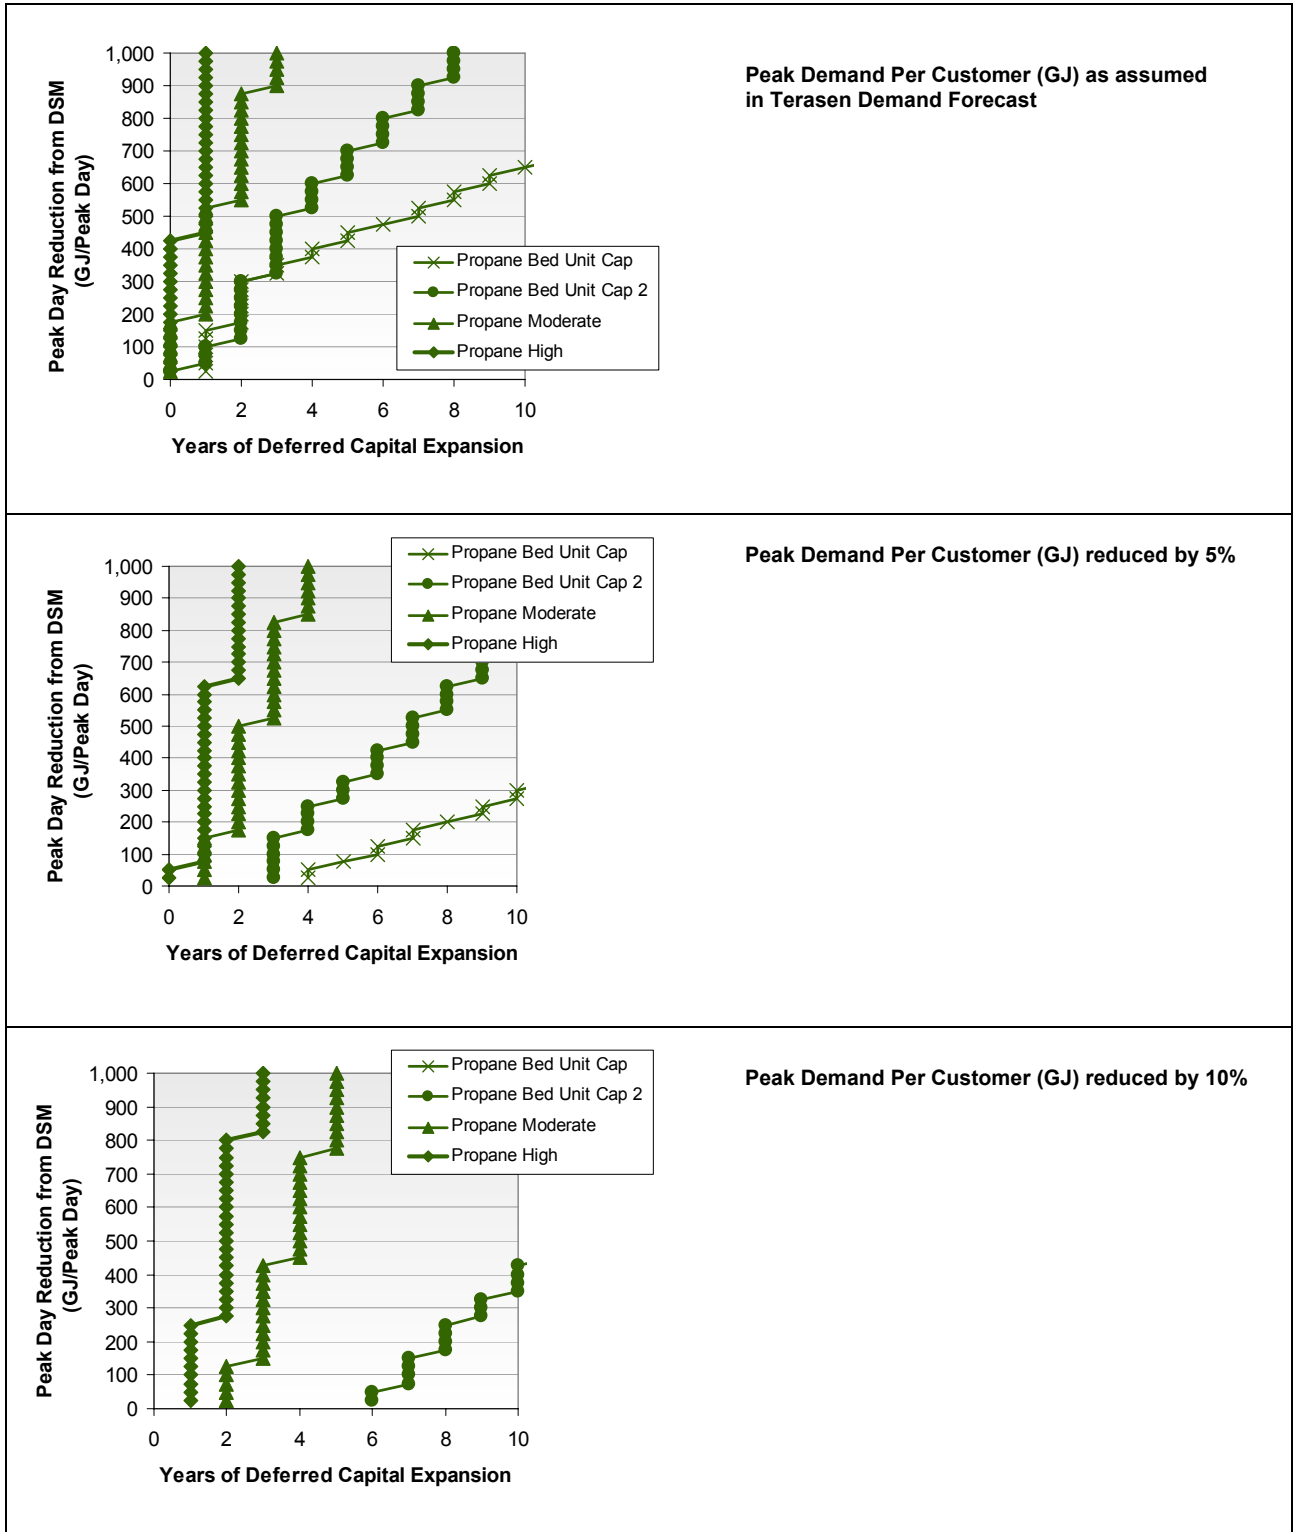 Peak Day Reduction from DSM
(GJ/Peak Day)
1,000
900
800
700
600
500
400
300
200
100
0
Propane Bed Unit Cap
Propane Bed Unit Cap 2
Propane Moderate
Propane High
0 2 4 6 8 10
Years of Deferred Capital Expansion
Peak Demand Per Customer (GJ) as assumed
in Terasen Demand Forecast
Peak Day Reduction from DSM
(GJ/Peak Day)
1,000
900
800
700
600
500
400
300
200
100
0
Propane Bed Unit Cap
Propane Bed Unit Cap 2
Propane Moderate
Propane High
0 2 4 6 8 10
Years of Deferred Capital Expansion
Peak Demand Per Customer (GJ) reduced by 5%
Peak Day Reduction from DSM
(GJ/Peak Day)
1,000
900
800
700
600
500
400
300
200
100
0
Propane Bed Unit Cap
Propane Bed Unit Cap 2
Propane Moderate
Propane High
0 2 4 6 8 10
Years of Deferred Capital Expansion
Peak Demand Per Customer (GJ) reduced by 10%